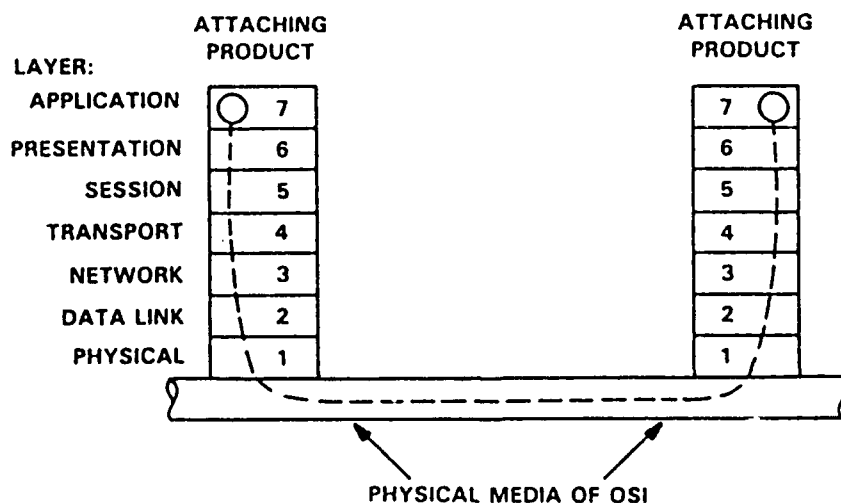 ATTACHING
PRODUCT
ATTACHING
PRODUCT
LAYER:
APPLICATION 7 7
PRESENTATION 6 6
SESSION 5 5
TRANSPORT 4 4
NETWORK 3 3
DATA LINK 2 2
PHYSICAL 1 1
PHYSICAL MEDIA OF OSI